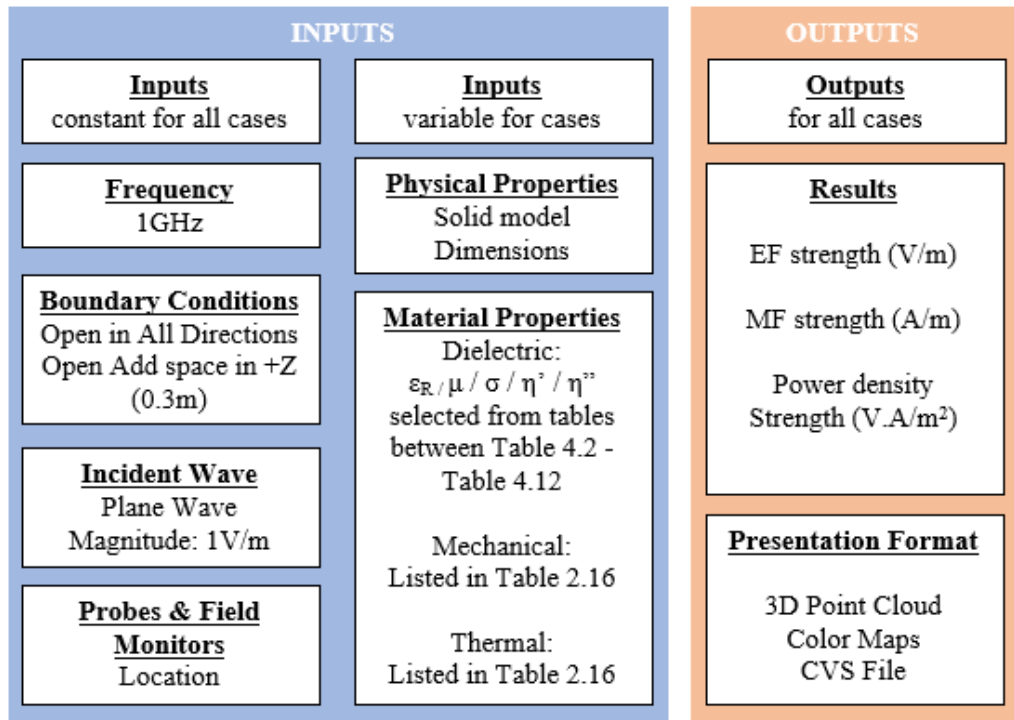 INPUTS
Inputs
constant for all cases
Frequency
1GHz
Boundary Conditions
Open in All Directions
Open Add space in +Z
(0.3m)
Incident Wave
Plane Wave
Magnitude: 1V/m
Probes & Field
Monitors
Location
Inputs
variable for cases
Physical Properties
Solid model
Dimensions
Material Properties
Dielectric:
εR / μ / σ / η’ / η”
selected from tables
between Table 4.2 -
Table 4.12
Mechanical:
Listed in Table 2.16
Thermal:
Listed in Table 2.16
OUTPUTS
Outputs
for all cases
Results
EF strength (V/m)
MF strength (A/m)
Power density
Strength (V.A/m²)
Presentation Format
3D Point Cloud
Color Maps
CVS File